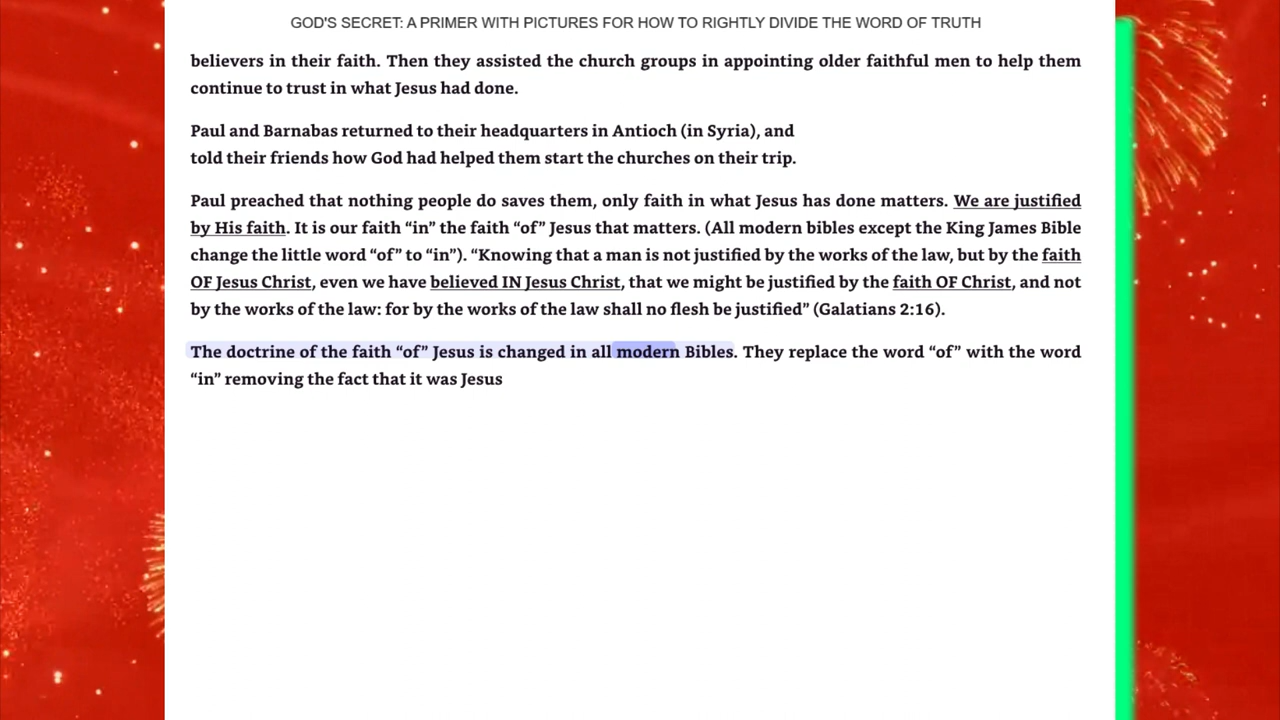 GOD'S SECRET: A PRIMER WITH PICTURES FOR HOW TO RIGHTLY DIVIDE THE WORD OF TRUTH
believers in their faith. Then they assisted the church groups in appointing older faithful men to help them
continue to trust in what Jesus had done.
Paul and Barnabas returned to their headquarters in Antioch (in Syria), and
told their friends how God had helped them start the churches on their trip.
Paul preached that nothing people do saves them, only faith in what Jesus has done matters. We are justified
by His faith. It is our faith “in” the faith “of” Jesus that matters. (All modern bibles except the King James Bible
change the little word “of” to “in”). “Knowing that a man is not justified by the works of the law, but by the faith
OF Jesus Christ, even we have believed IN Jesus Christ, that we might be justified by the faith OF Christ, and not
by the works of the law: for by the works of the law shall no flesh be justified” (Galatians 2:16).
The doctrine of the faith “of” Jesus is changed in all modern Bibles. They replace the word “of” with the word
“in” removing the fact that it was Jesus